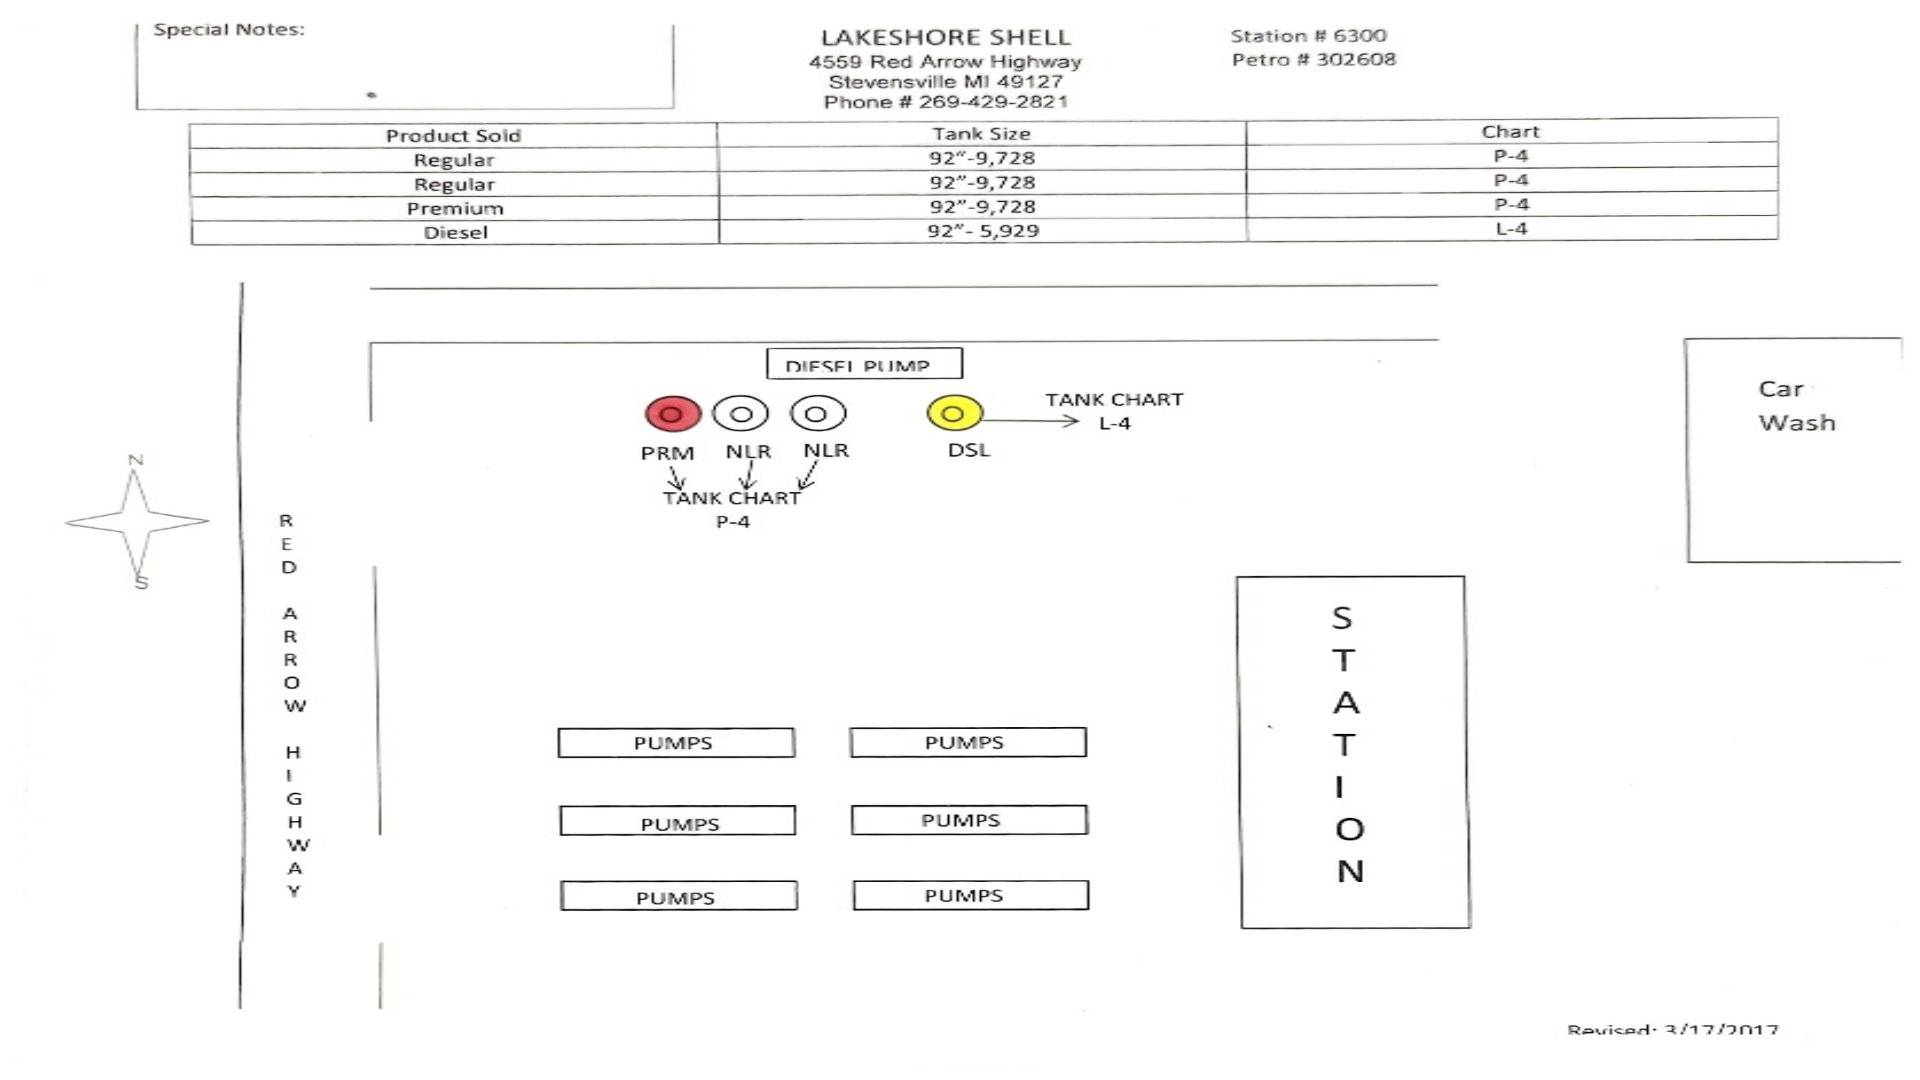 Special Notes:
LAKESHORE SHELL
4559 Red Arrow Highway
Stevensville MI 49127
Phone # 269-429-2821
Station # 6300
Petro # 302608
Product Sold Tank Size Chart
Regular 92"-9,728 P-4
Regular 92"-9,728 P-4
Premium 92"-9,728 P-4
Diesel 92"- 5,929 L-4
DIESEL PUMP
TANK CHART
L-4
PRM NLR NLR DSL
TANK CHART
P-4
Car
Wash
N
S
RED ARROW HIGHWAY
STATION
PUMPS PUMPS
PUMPS PUMPS
PUMPS PUMPS
Revised: 3/17/2017